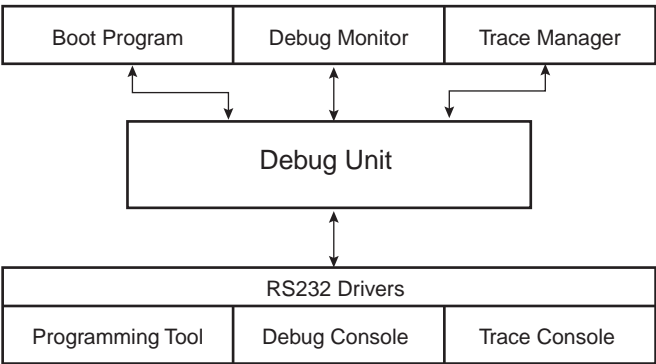 Boot Program Debug Monitor Trace Manager
Debug Unit
RS232 Drivers
Programming Tool Debug Console Trace Console